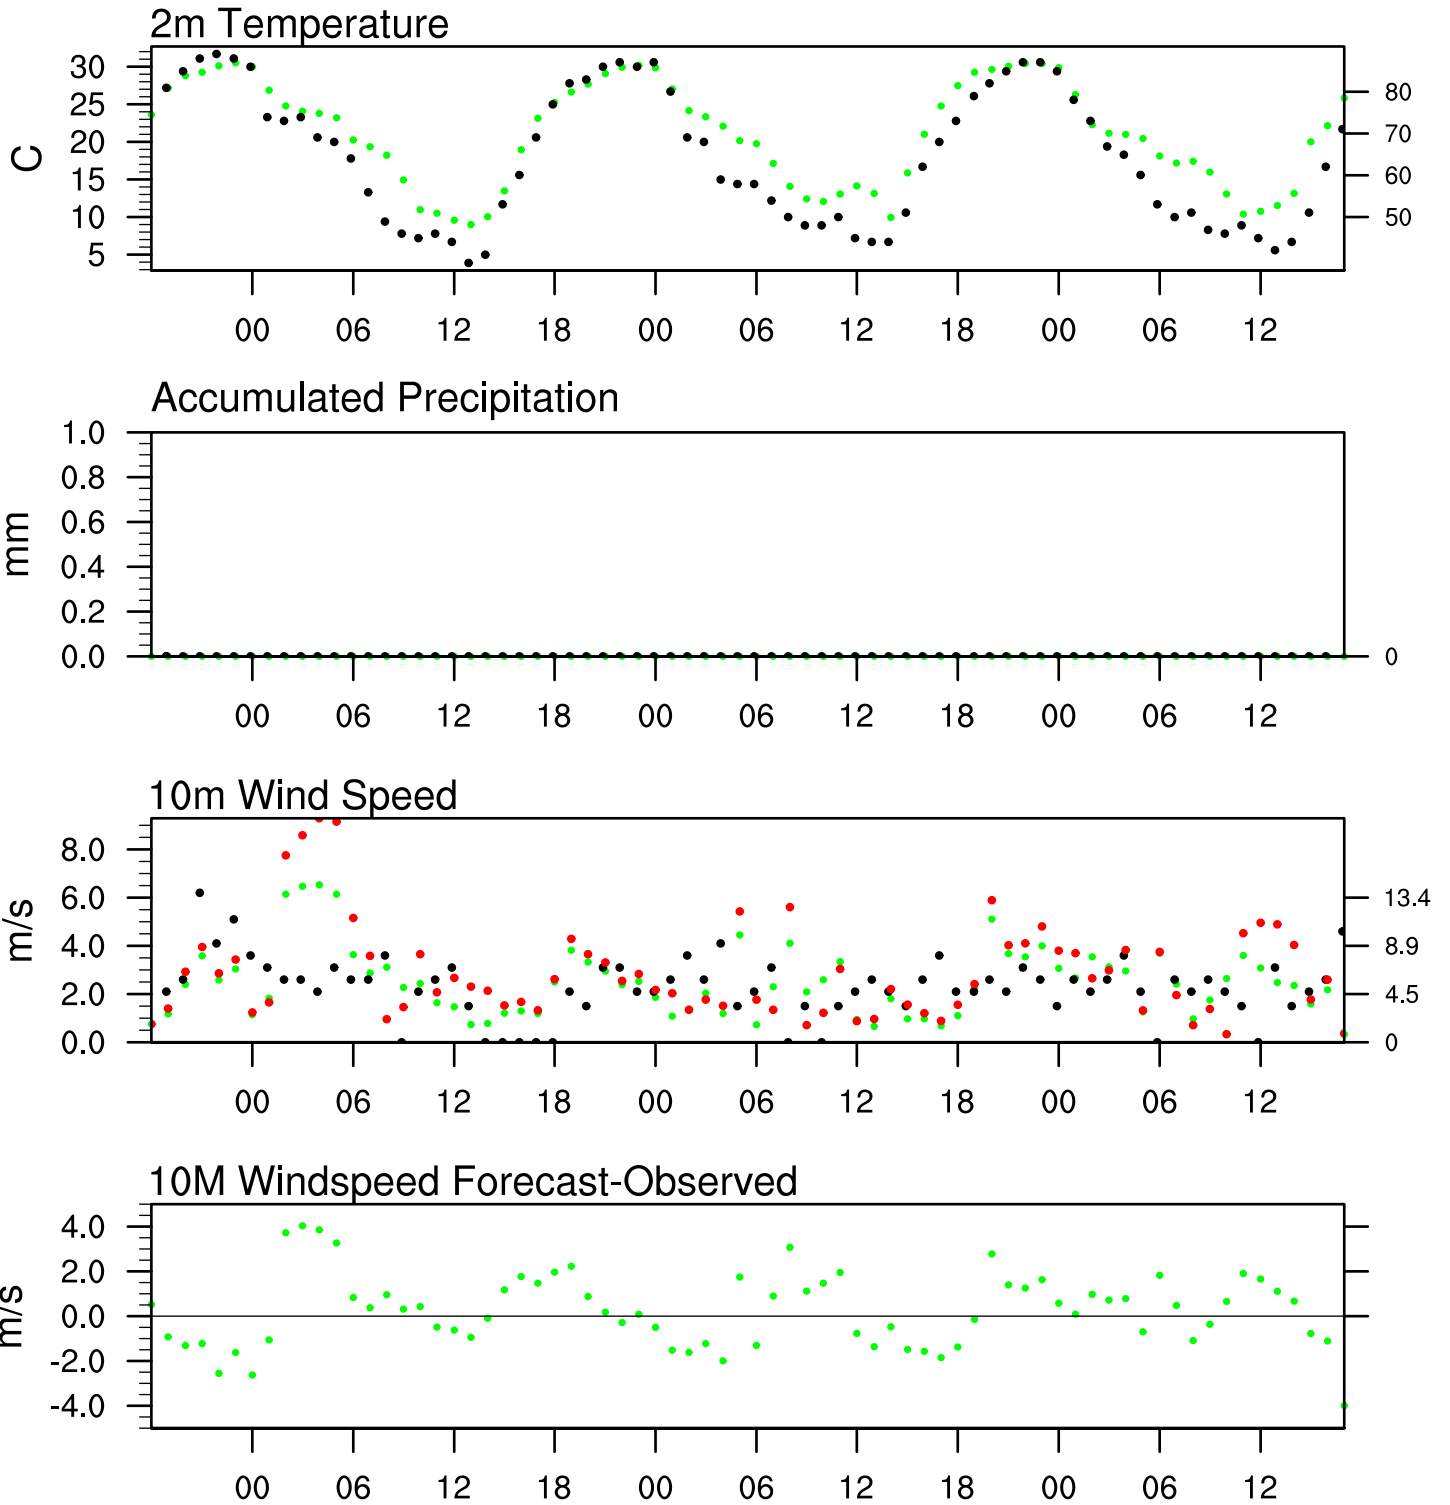 2m Temperature
30
25
20
15
10
5
C
80
70
60
50
00 06 12 18 00 06 12 18 00 06 12
Accumulated Precipitation
1.0
0.8
0.6
0.4
0.2
0.0
mm
0
00 06 12 18 00 06 12 18 00 06 12
10m Wind Speed
8.0
6.0
4.0
2.0
0.0
m/s
13.4
8.9
4.5
0
00 06 12 18 00 06 12 18 00 06 12
10M Windspeed Forecast-Observed
4.0
2.0
0.0
-2.0
-4.0
m/s
00 06 12 18 00 06 12 18 00 06 12